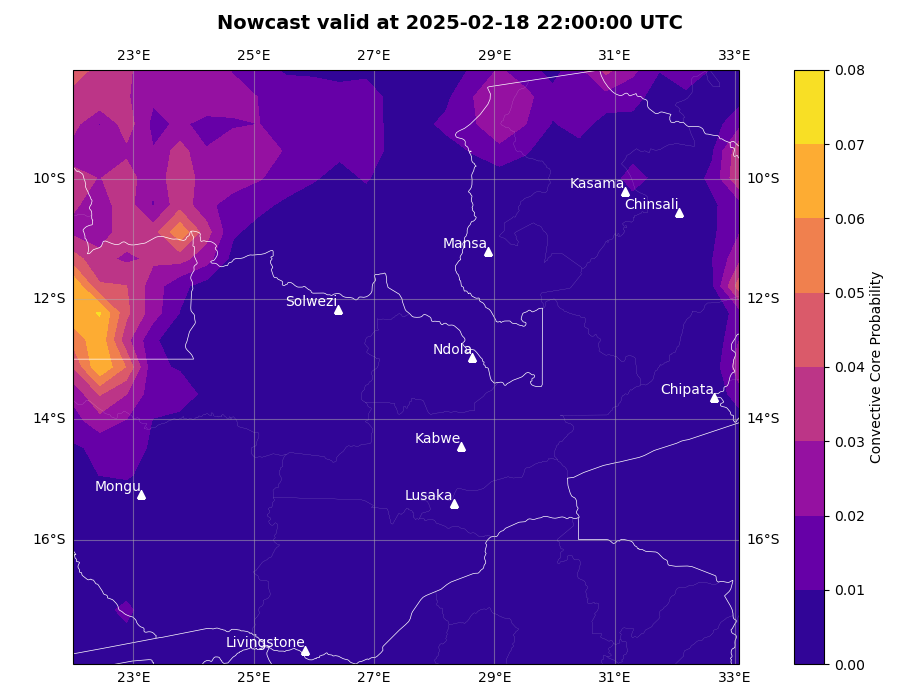 Nowcast valid at 2025-02-18 22:00:00 UTC
23°E 25°E 27°E 29°E 31°E 33°E
0.08
0.07
10°S Kasama 10°S
Chinsali
0.06
Mansa
0.05
12°S Solwezi 12°S
Ndola
0.04
Chipata
14°S 14°S
Kabwe
0.03
Mongu
Lusaka
0.02
16°S 16°S
0.01
Livingstone
0.00
23°E 25°E 27°E 29°E 31°E 33°E
Convective Core Probability